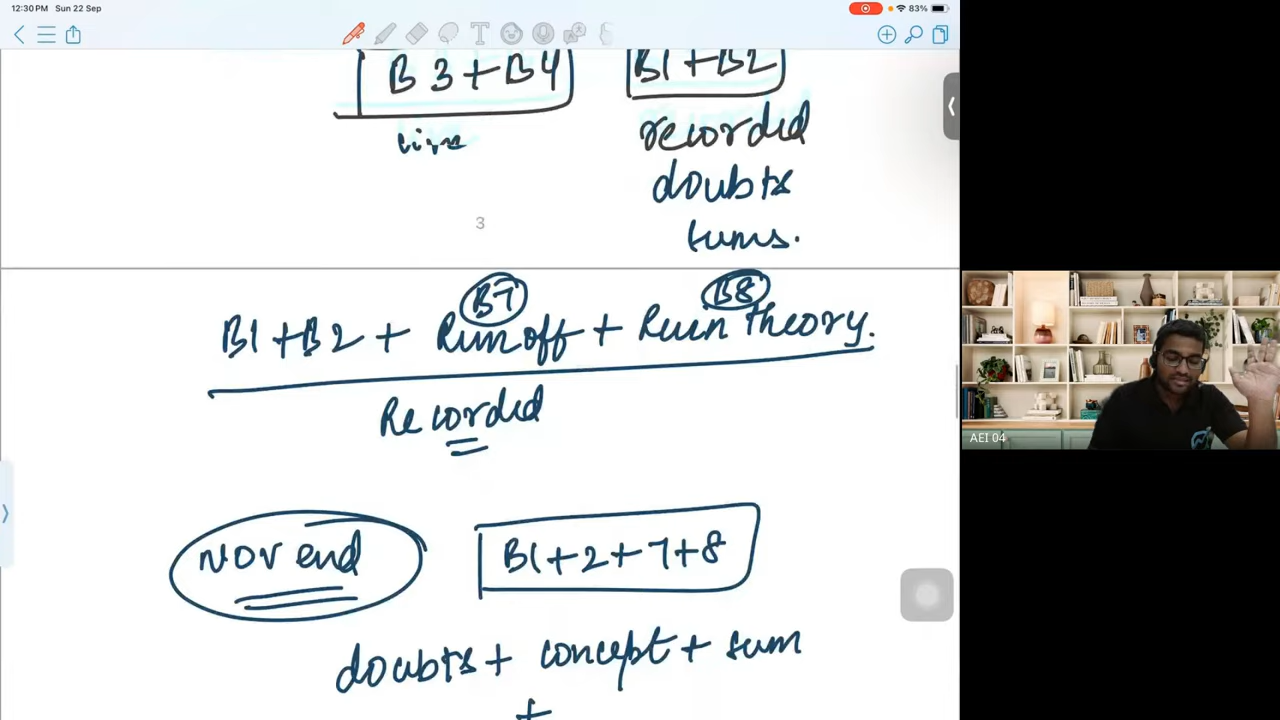 12:30 PM Sun 22 Sep
83%
B3+B4
B1+B2
live
recorded
doubts
sums.
3
B7
B8
B1+B2 + Runoff + Ruin theory.
Recorded
Nov end
B1+2+7+8
doubts + concept + sum
+
AEI 04